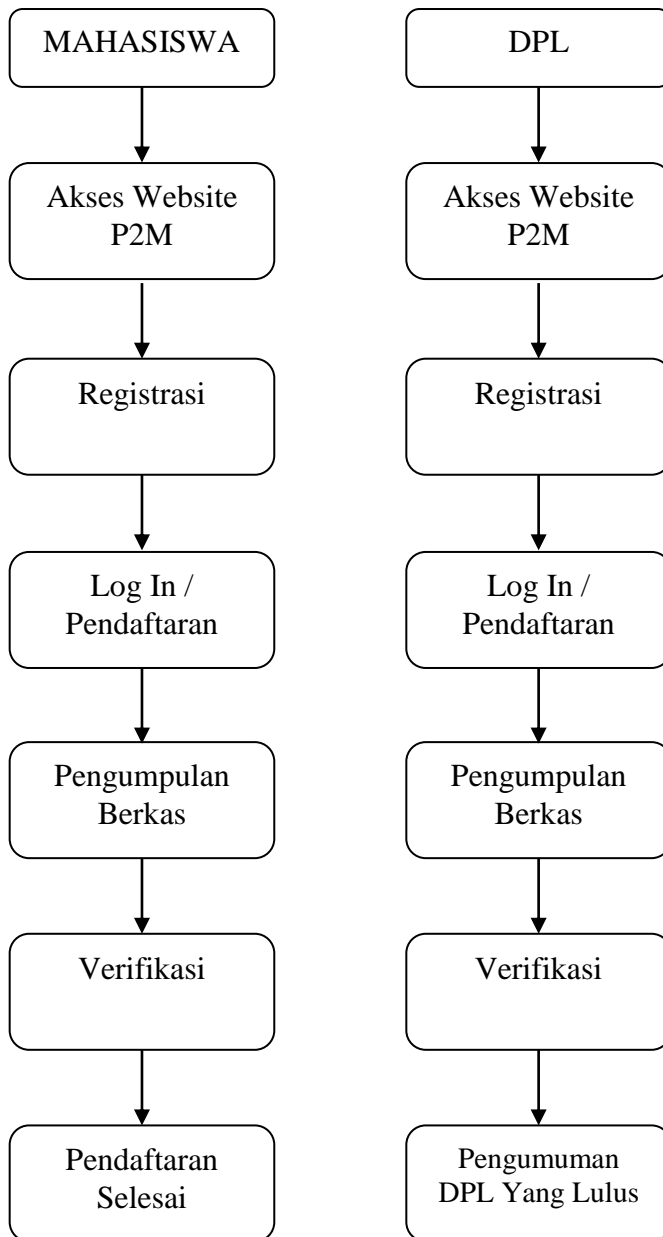 MAHASISWA
Akses Website
P2M
Registrasi
Log In /
Pendaftaran
Pengumpulan
Berkas
Verifikasi
Pendaftaran
Selesai
DPL
Akses Website
P2M
Registrasi
Log In /
Pendaftaran
Pengumpulan
Berkas
Verifikasi
Pengumuman
DPL Yang Lulus